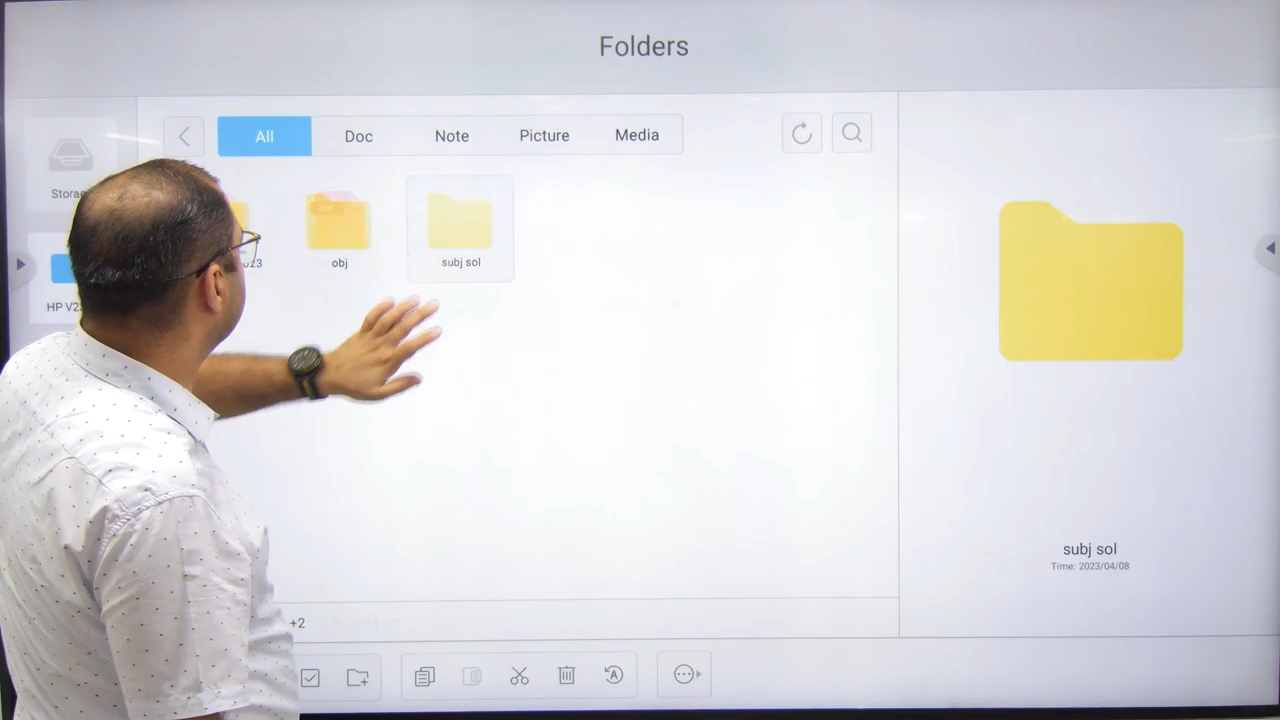 Folders
All Doc Note Picture Media
obj
subj sol
subj sol
Time: 2023/04/08
+2